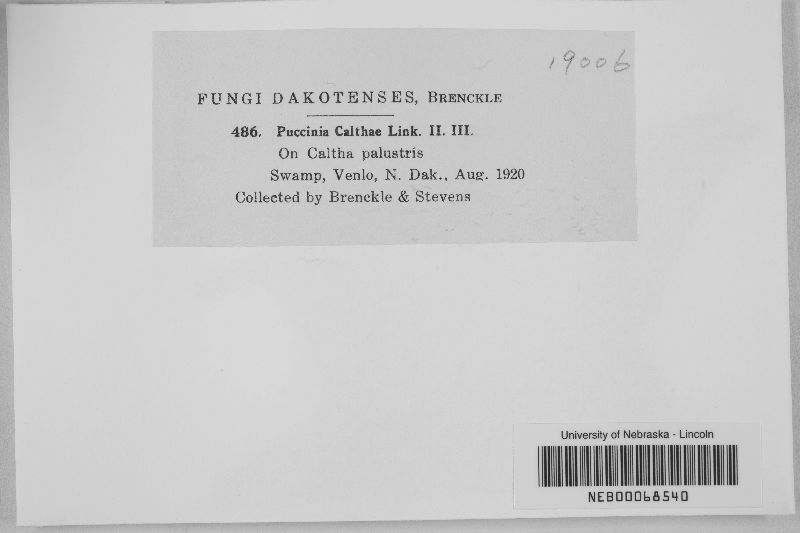 19006
FUNGI DAKOTENSES, BRENCKLE
486. Puccinia Calthae Link. II. III.
On Caltha palustris
Swamp, Venlo, N. Dak., Aug. 1920
Collected by Brenckle & Stevens
University of Nebraska - Lincoln
NEB00068540